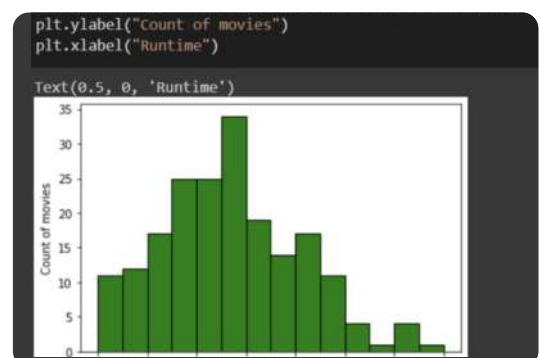 plt.ylabel("Count of movies")
plt.xlabel("Runtime")
Text(0.5, 0, 'Runtime')
35
30
25
20
15
10
5
0
Count of movies